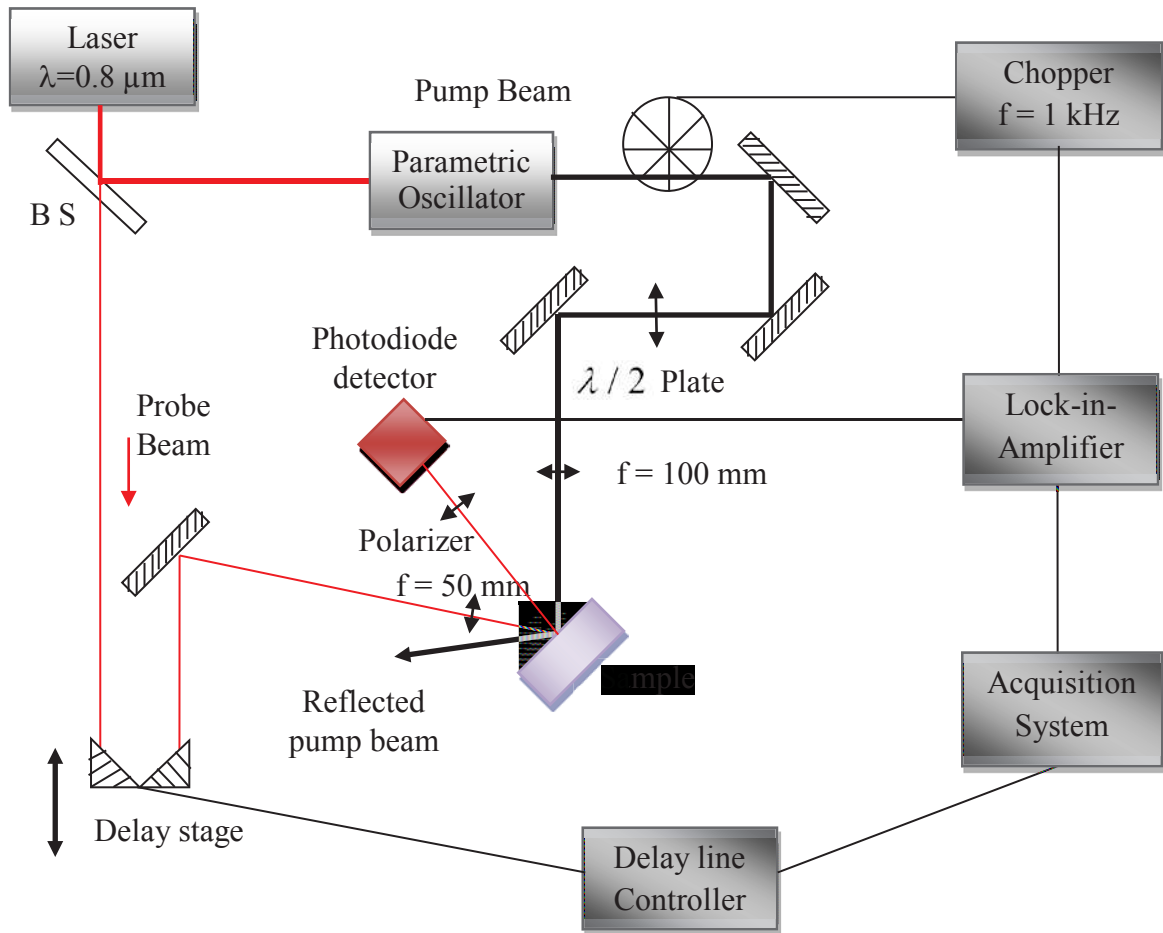 Laser
λ=0.8 µm
Pump Beam
Chopper
f = 1 kHz
Parametric
Oscillator
B S
Photodiode
detector
λ / 2 Plate
Probe
Beam
Lock-in-
Amplifier
f = 100 mm
Polarizer
f = 50 mm
Sample
Reflected
pump beam
Acquisition
System
Delay stage
Delay line
Controller